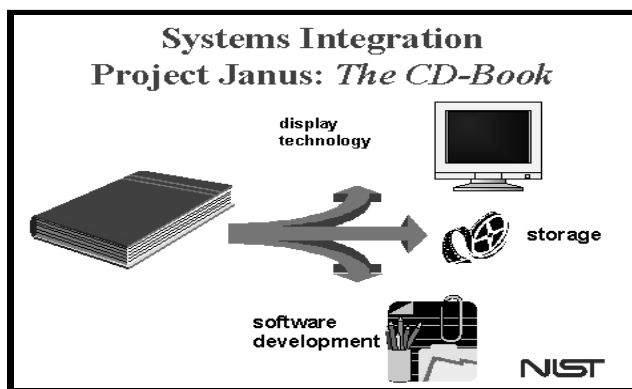 Systems Integration
Project Janus: The CD-Book
display
technology
storage
software
development
NIST